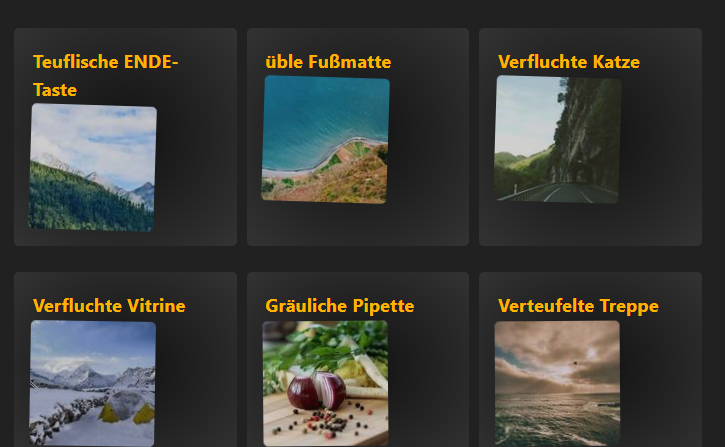 Teuflische ENDE-
Taste
üble Fußmatte
Verfluchte Katze
Verfluchte Vitrine
Gräuliche Pipette
Verteufelte Treppe